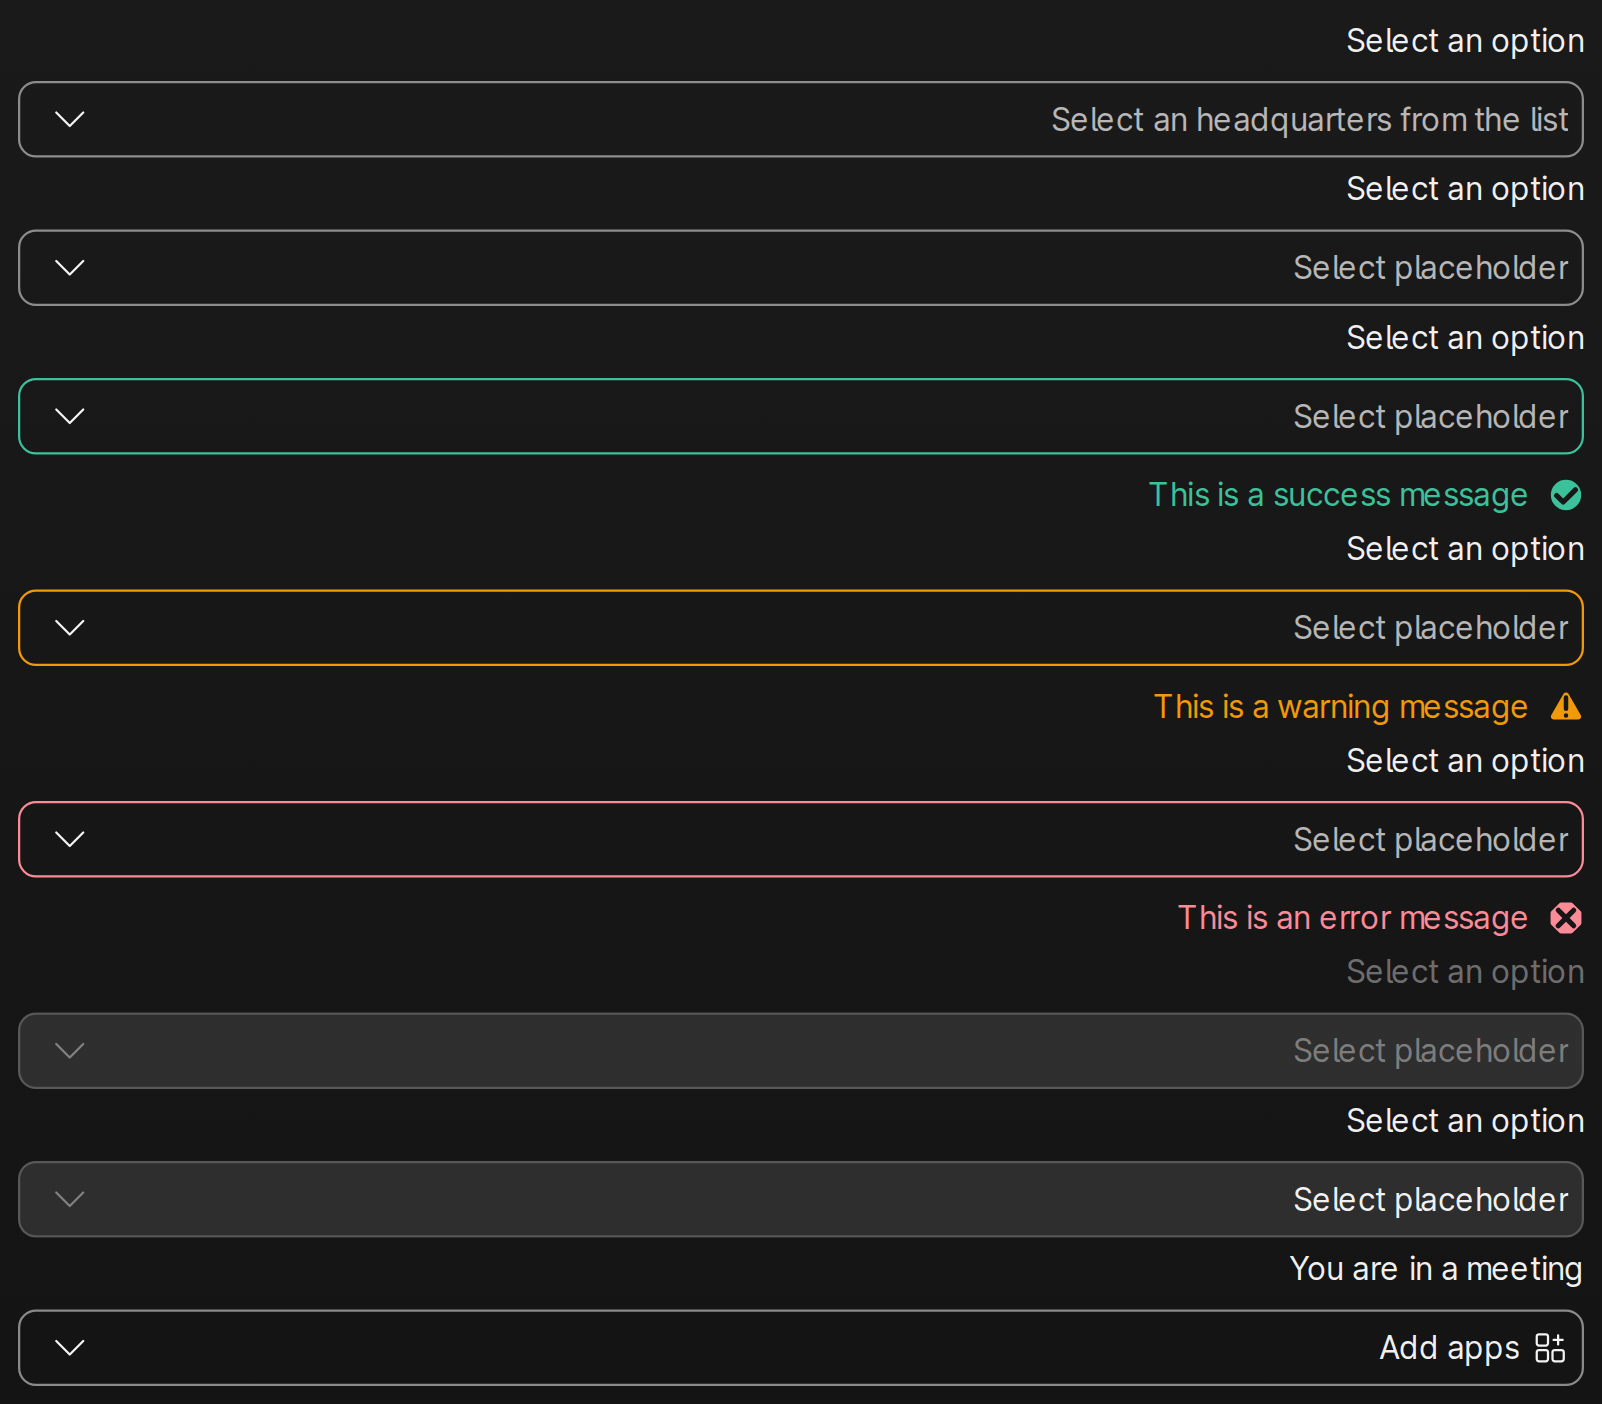 Select an option
Select an headquarters from the list
Select an option
Select placeholder
Select an option
Select placeholder
This is a success message
Select an option
Select placeholder
This is a warning message
Select an option
Select placeholder
This is an error message
Select an option
Select placeholder
Select an option
Select placeholder
You are in a meeting
Add apps